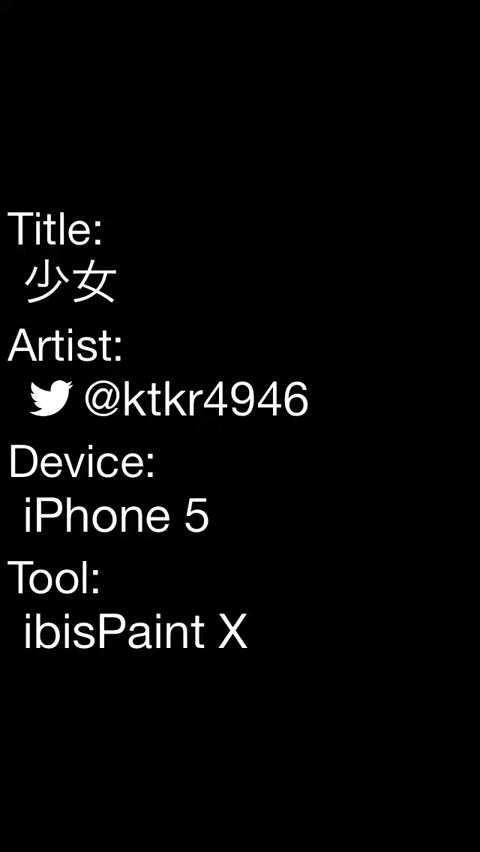 Title:
少女
Artist:
@ktkr4946
Device:
iPhone 5
Tool:
ibisPaint X